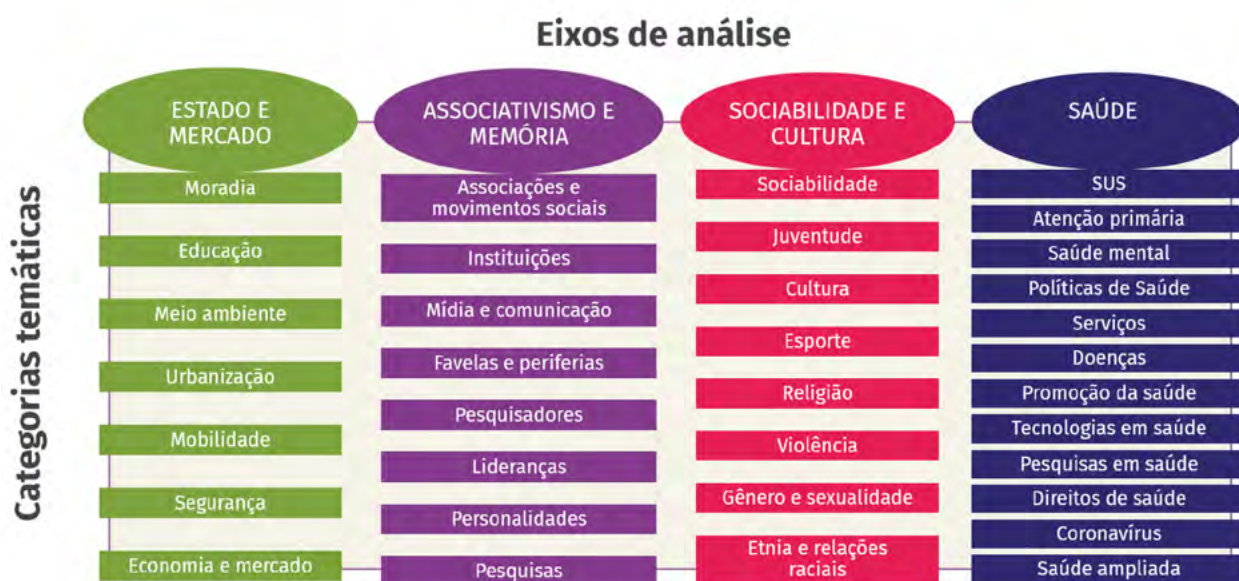 Eixos de análise
Categorias temáticas
ESTADO E
MERCADO
Moradia
Educação
Meio ambiente
Urbanização
Mobilidade
Segurança
Economia e mercado
ASSOCIATIVISMO E
MEMÓRIA
Associações e
movimentos sociais
Instituições
Mídia e comunicação
Favelas e periferias
Pesquisadores
Lideranças
Personalidades
Pesquisas
SOCIABILIDADE E
CULTURA
Sociabilidade
Juventude
Cultura
Esporte
Religião
Violência
Gênero e sexualidade
Etnia e relações
raciais
SAÚDE
SUS
Atenção primária
Saúde mental
Políticas de Saúde
Serviços
Doenças
Promoção da saúde
Tecnologias em saúde
Pesquisas em saúde
Direitos de saúde
Coronavírus
Saúde ampliada